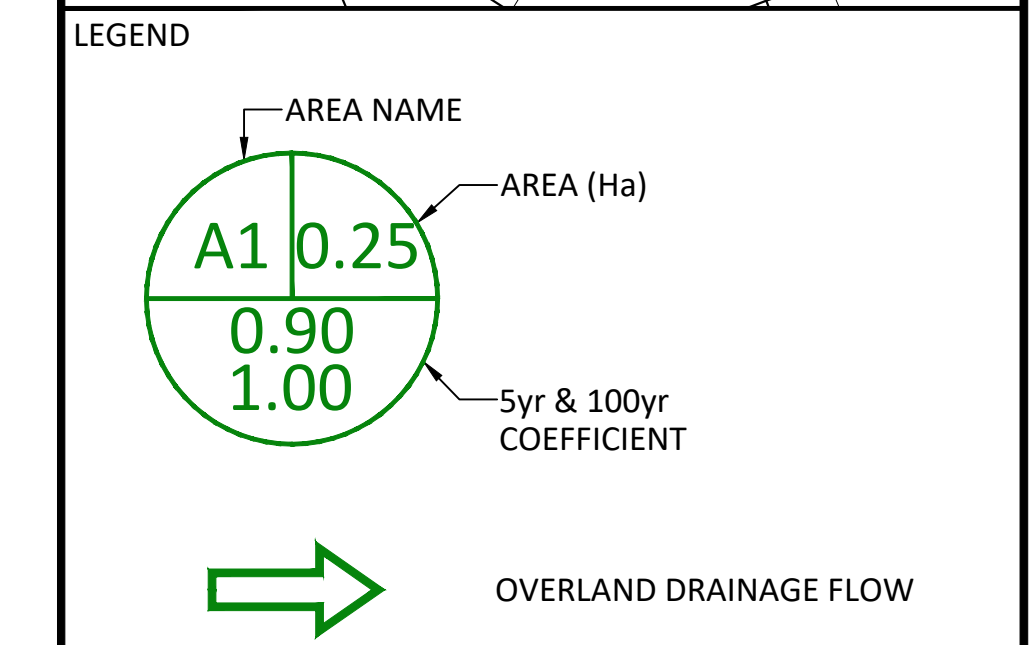 LEGEND
AREA NAME
AREA (Ha)
A1 0.25
0.90
1.00
5yr & 100yr
COEFFICIENT
OVERLAND DRAINAGE FLOW